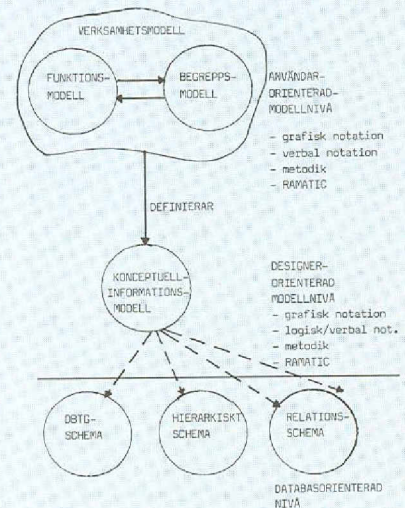 VERKSAMHETSMODELL
FUNKTIONS-
MODELL
BEGREPPS-
MODELL
ANVÄNDAR-
ORIENTERAD-
MODELLNIVÅ
- grafisk notation
- verbal notation
- metodik
- RAMATIC
DEFINIERAR
KONCEPTUELL-
INFORMATIONS-
MODELL
DESIGNER-
ORIENTERAD
MODELLNIVÅ
- grafisk notation
- logisk/verbal not.
- metodik
- RAMATIC
DBTG-
SCHEMA
HIERARKISKT
SCHEMA
RELATIONS-
SCHEMA
DATABASORIENTERAD
NIVÅ